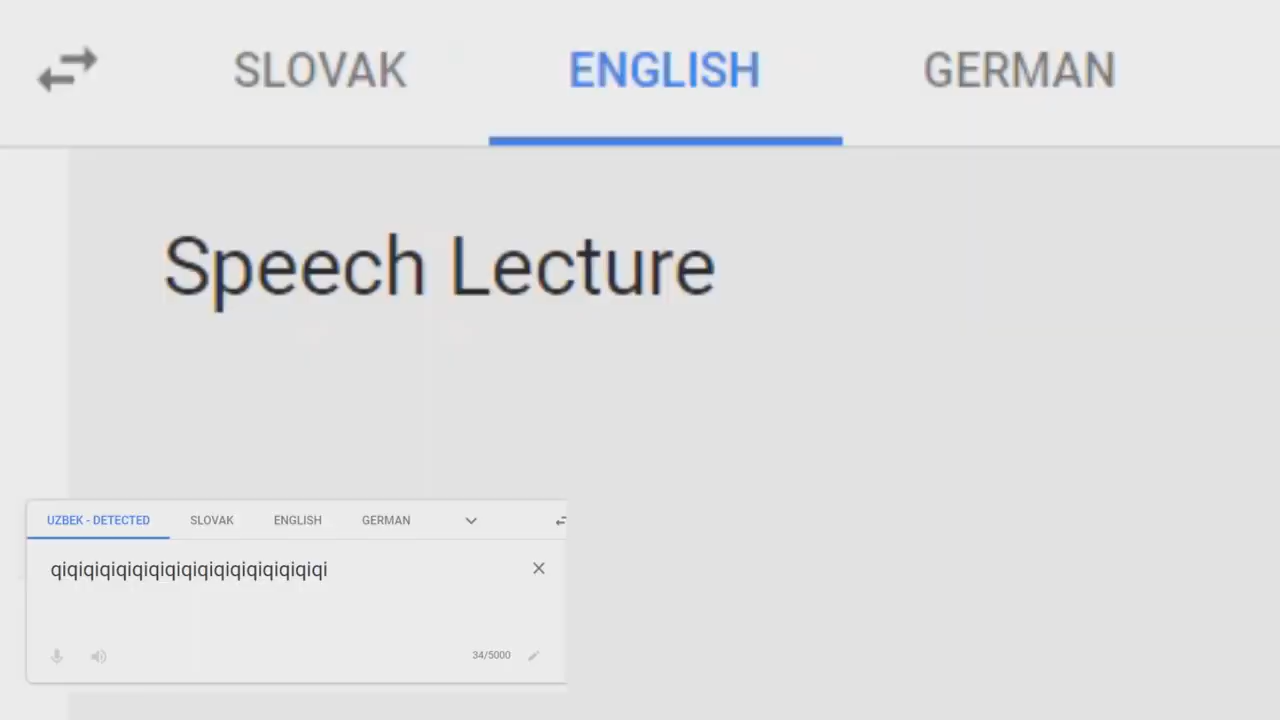 SLOVAK ENGLISH GERMAN
Speech Lecture
UZBEK - DETECTED SLOVAK ENGLISH GERMAN
qiqiqiqiqiqiqiqiqiqiqiqiqiqiqiqiqi
34/5000